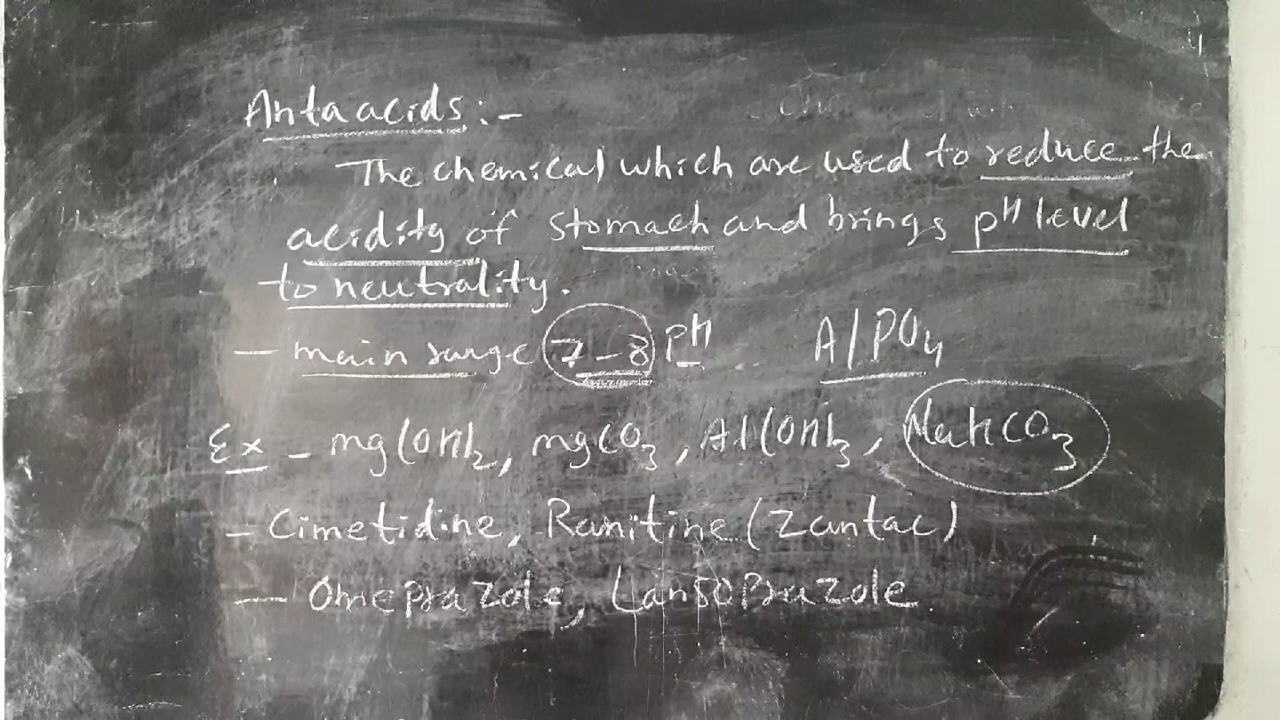 Antaacids :-
The chemical which are used to reduce the
acidity of stomach and brings pH level
to neutrality.
- main range 7-8 PH AlPO4
Ex - mg(OH)2, mgCO3, Al(OH)3, NaHCO3
- Cimetidine, Ranitine (Zantac)
- Omeprazole, LansoPrazole